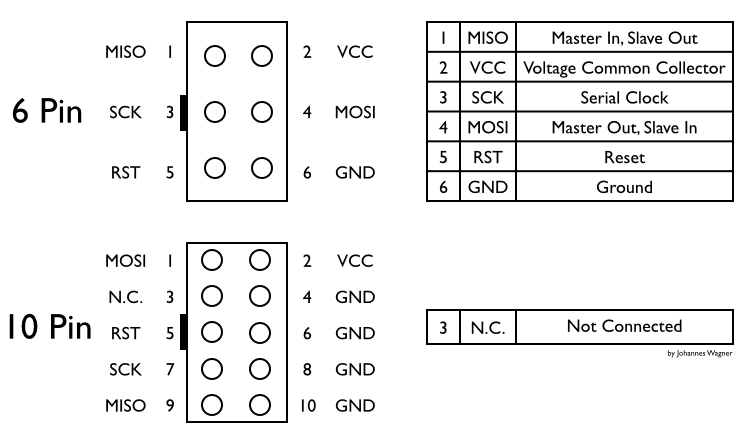 MISO 1 2 VCC
6 Pin SCK 3 4 MOSI
RST 5 6 GND
1 MISO Master In, Slave Out
2 VCC Voltage Common Collector
3 SCK Serial Clock
4 MOSI Master Out, Slave In
5 RST Reset
6 GND Ground
MOSI 1 2 VCC
N.C. 3 4 GND
10 Pin RST 5 6 GND
SCK 7 8 GND
MISO 9 10 GND
3 N.C. Not Connected
by Johannes Wagner